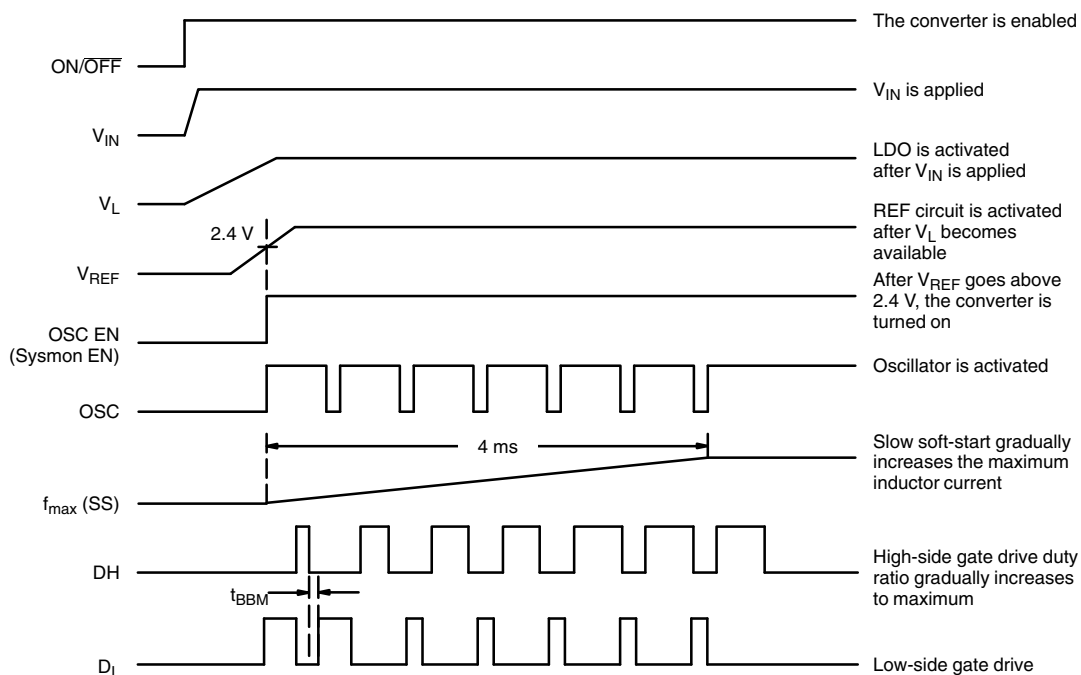 The converter is enabled
ON/OFF
V_IN is applied
V_IN
LDO is activated
after V_IN is applied
V_L
REF circuit is activated
after V_L becomes
available
2.4 V
V_REF
After V_REF goes above
2.4 V, the converter is
turned on
OSC EN
(Sysmon EN)
Oscillator is activated
OSC
4 ms
Slow soft-start gradually
increases the maximum
inductor current
f_max (SS)
High-side gate drive duty
ratio gradually increases
to maximum
DH
t_BBM
Low-side gate drive
D_L